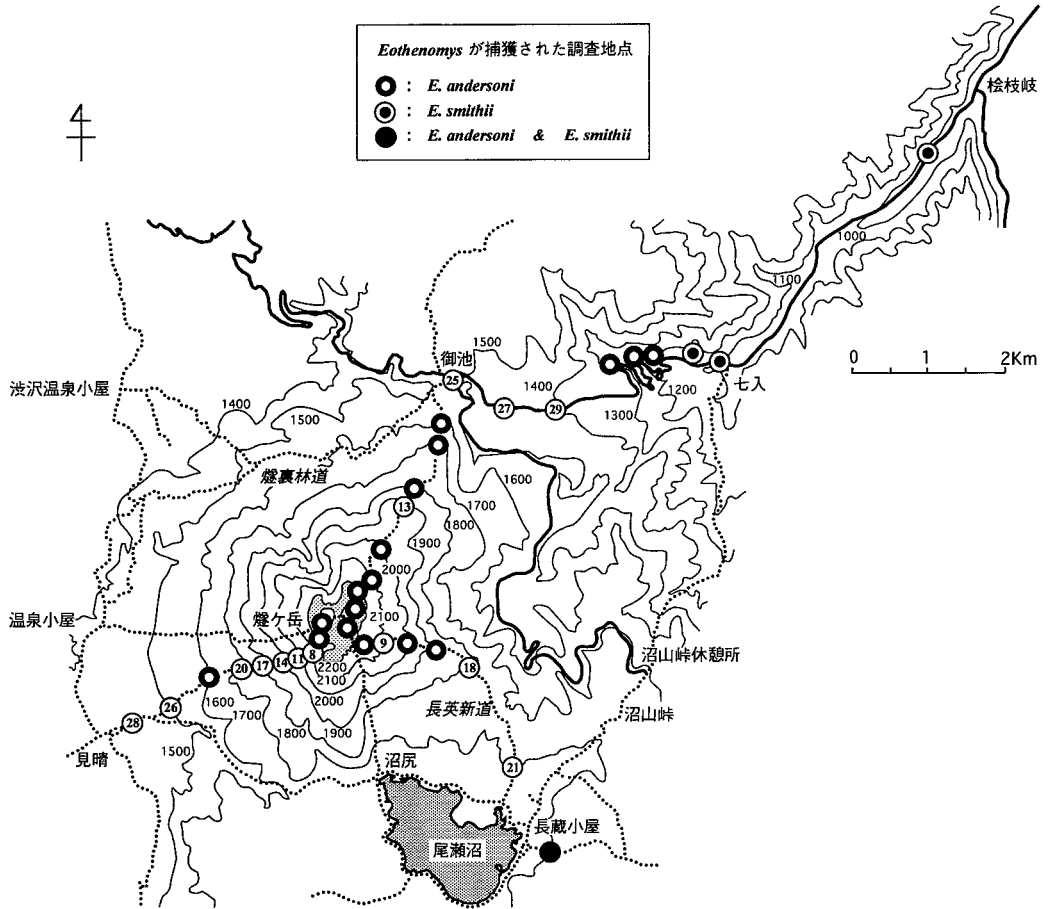 Eothenomys が捕獲された調査地点
: E. andersoni
: E. smithii
: E. andersoni & E. smithii
4
桧枝岐
1000
1100
0 1 2Km
御池
1500
25
1400
27
29
1300
1200
七入
渋沢温泉小屋
1400
1500
燧裏林道
1600
1700
1800
13
1900
2000
温泉小屋
燧ケ岳
2100
9
8
11
14
17
20
18
2200
2100
2000
1900
1800
1700
1600
26
28
1500
見晴
長英新道
沼山峠休憩所
沼山峠
沼尻
21
長蔵小屋
尾瀬沼